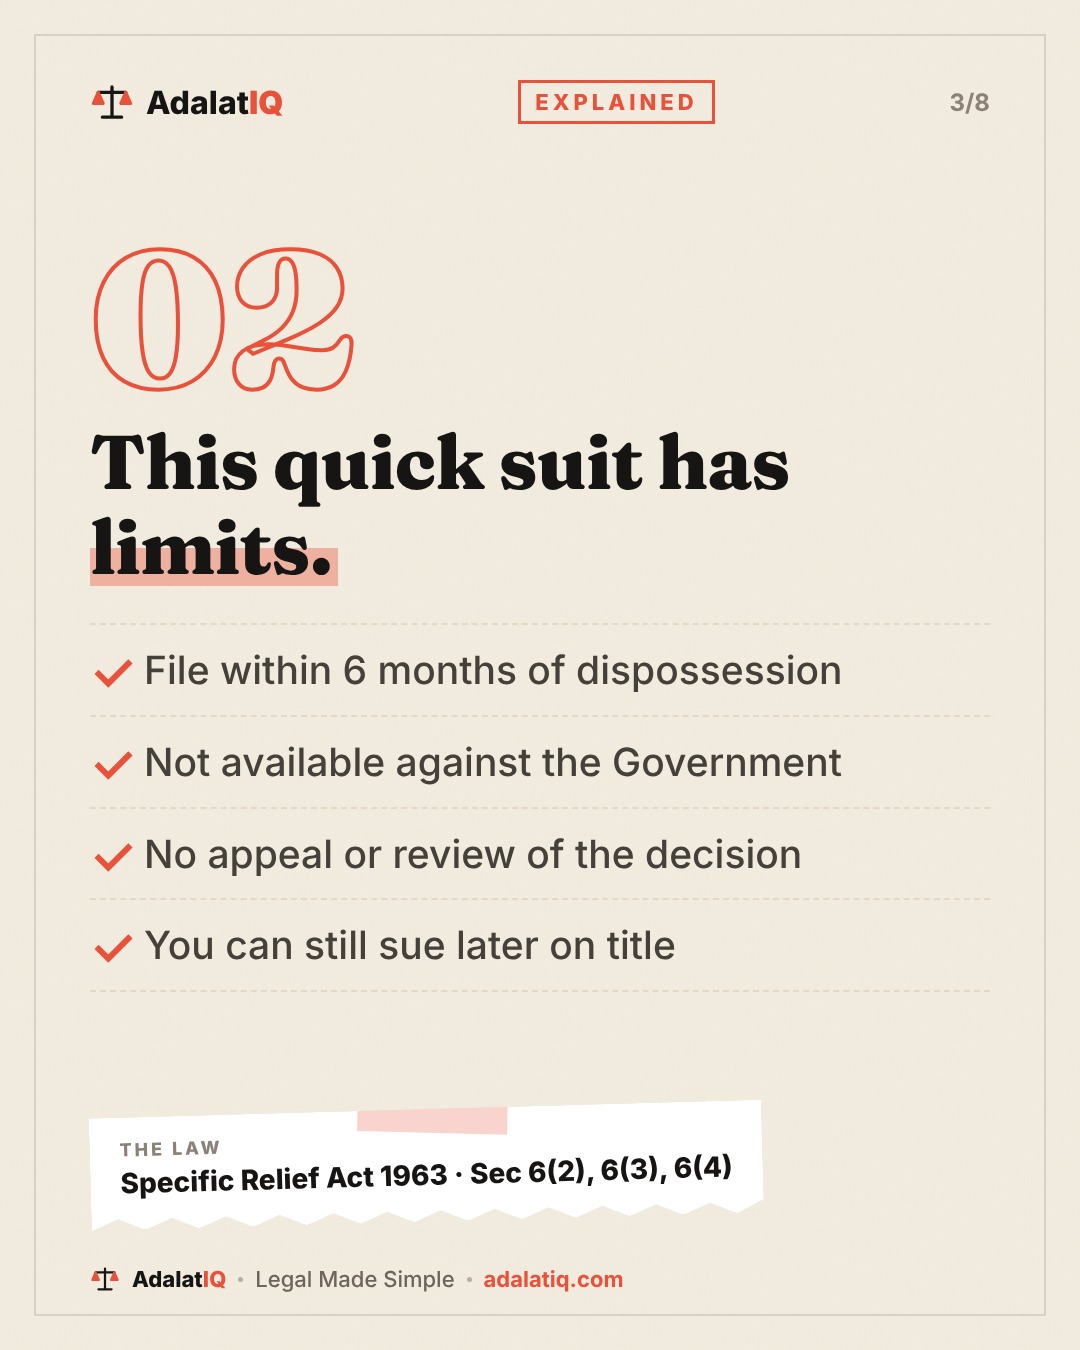 AdalatIQ
EXPLAINED
3/8
02
This quick suit has
limits.
File within 6 months of dispossession
Not available against the Government
No appeal or review of the decision
You can still sue later on title
THE LAW
Specific Relief Act 1963 · Sec 6(2), 6(3), 6(4)
AdalatIQ • Legal Made Simple • adalatiq.com